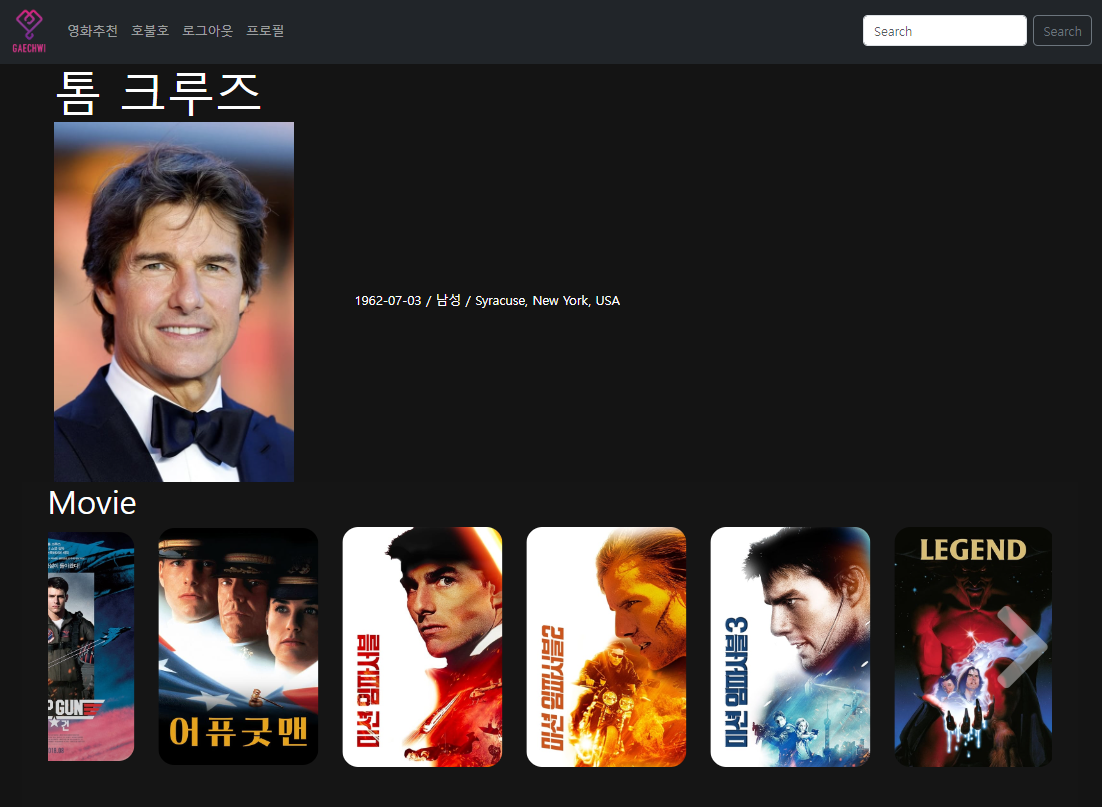 GAECHWI
영화추천 호불호 로그아웃 프로필
Search
Search
톰 크루즈
1962-07-03 / 남성 / Syracuse, New York, USA
Movie
P GUN
건
어퓨굿맨
미션 임파서블
미션 임파서블2
미션 임파서블3
LEGEND